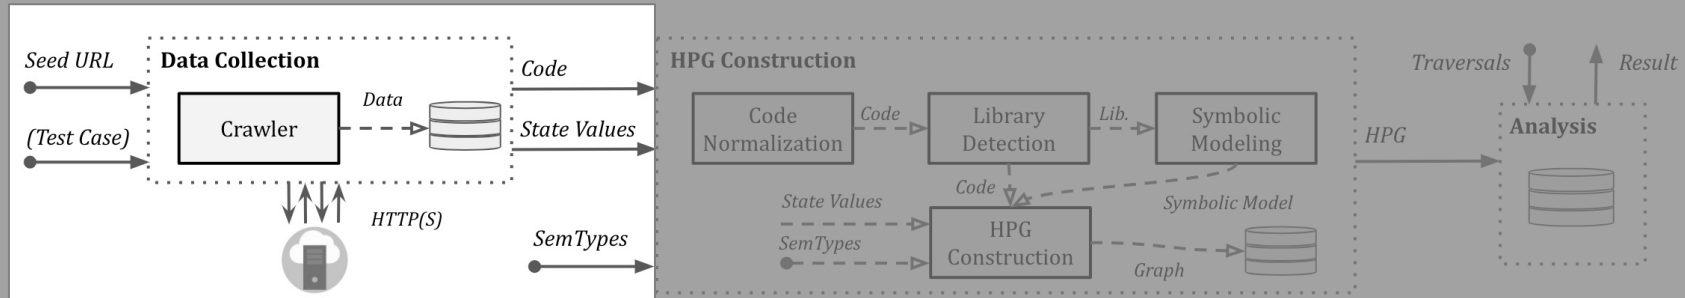 Seed URL
(Test Case)
Data Collection
Crawler
Data
HTTP(S)
Code
State Values
SemTypes
HPG Construction
Code
Normalization
Code
Library
Detection
Lib.
Symbolic
Modeling
Code
Symbolic Model
State Values
SemTypes
HPG
Construction
Graph
HPG
Traversals
Result
Analysis